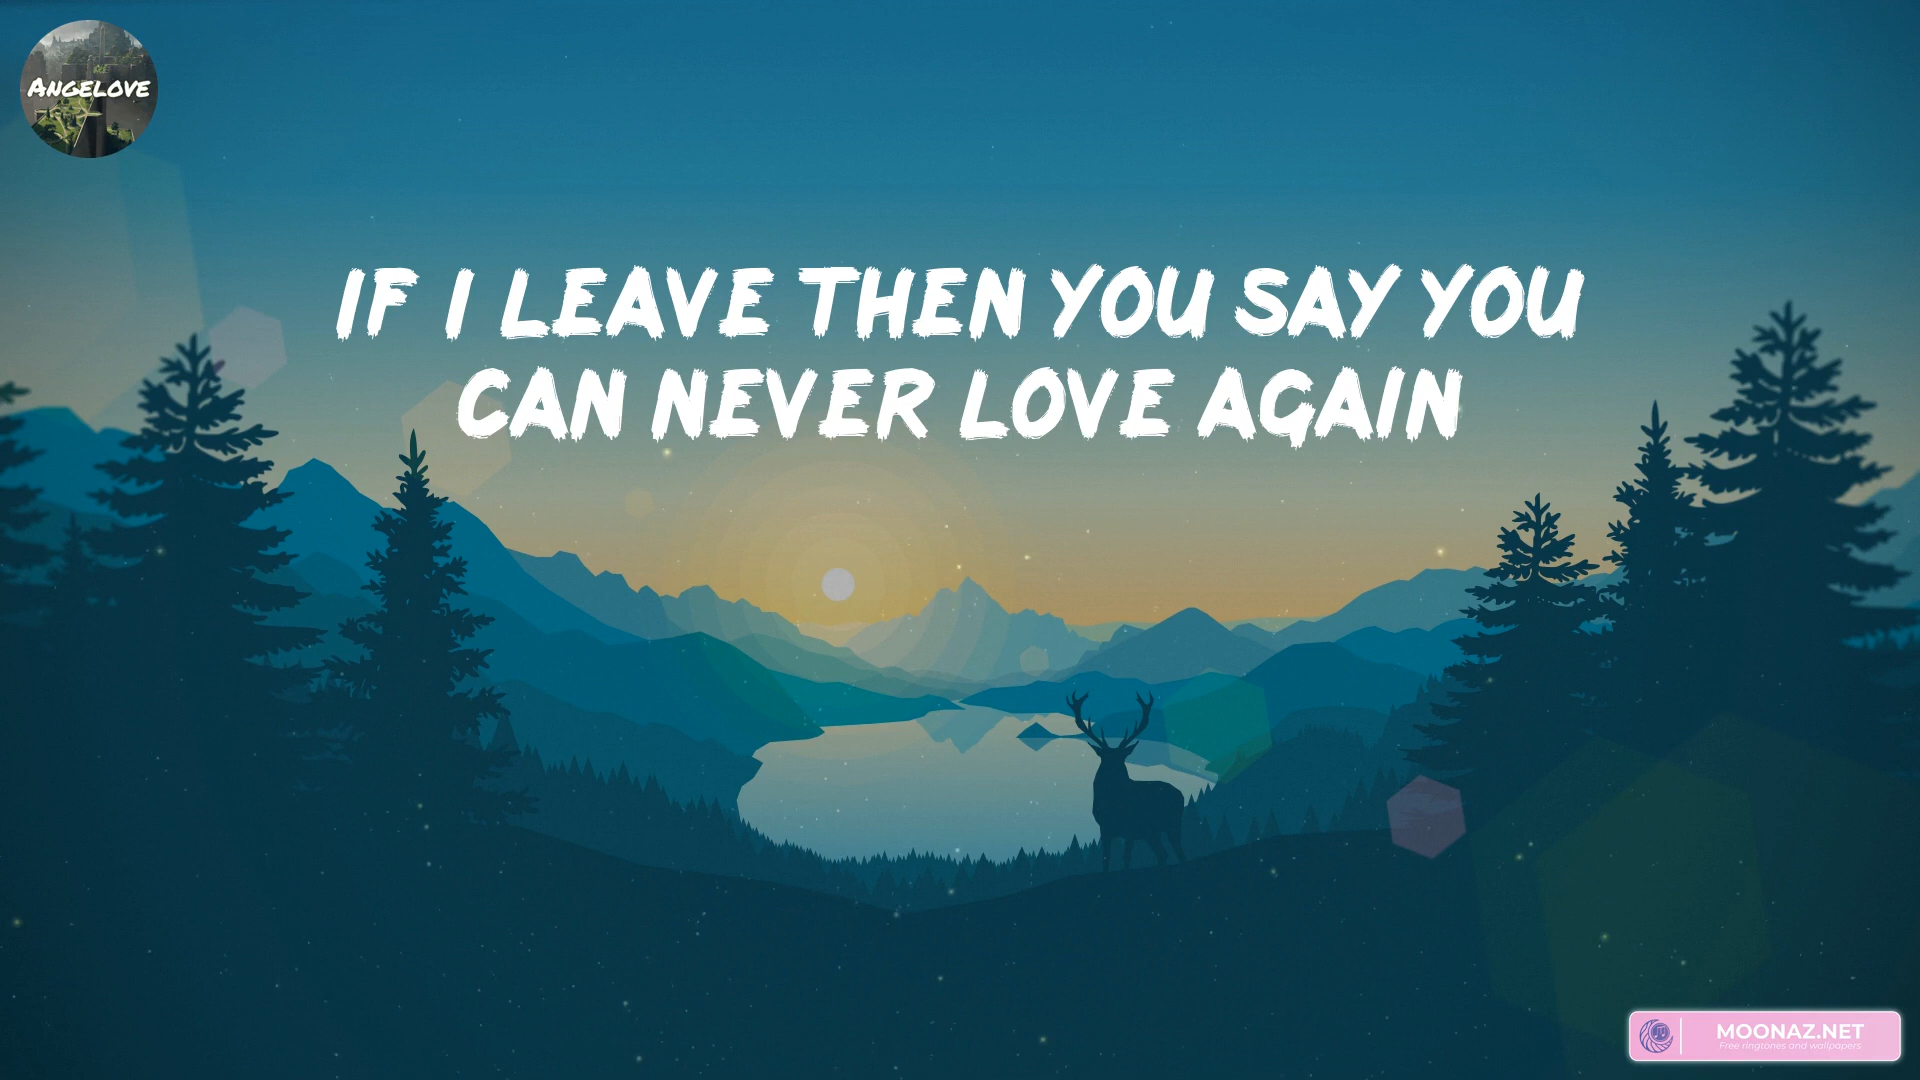 ANGELOVE
IF I LEAVE THEN YOU SAY YOU
CAN NEVER LOVE AGAIN
MOONAZ.NET
Free ringtones and wallpapers